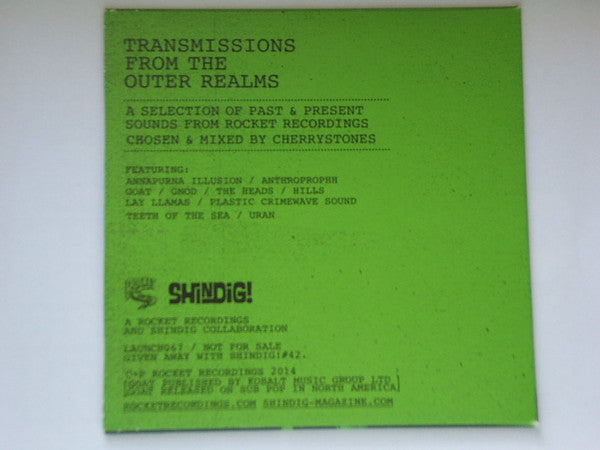 TRANSMISSIONS
FROM THE
OUTER REALMS
A SELECTION OF PAST & PRESENT
SOUNDS FROM ROCKET RECORDINGS
CHOSEN & MIXED BY CHERRYSTONES
FEATURING:
ANNAPURNA ILLUSION / ANTHROPROPHH
GOAT / GNOD / THE HEADS / HILLS
LAY LLAMAS / PLASTIC CRIMEWAVE SOUND
TEETH OF THE SEA / URAN
SHINDIG!
A ROCKET RECORDINGS
AND SHINDIG COLLABORATION
LAUNCH067 / NOT FOR SALE
GIVEN AWAY WITH SHINDIG!#42.
C+P ROCKET RECORDINGS 2014
[GOAT PUBLISHED BY KOBALT MUSIC GROUP LTD]
[GOAT RELEASED ON SUB POP IN NORTH AMERICA]
ROCKETRECORDINGS.COM SHINDIG-MAGAZINE.COM